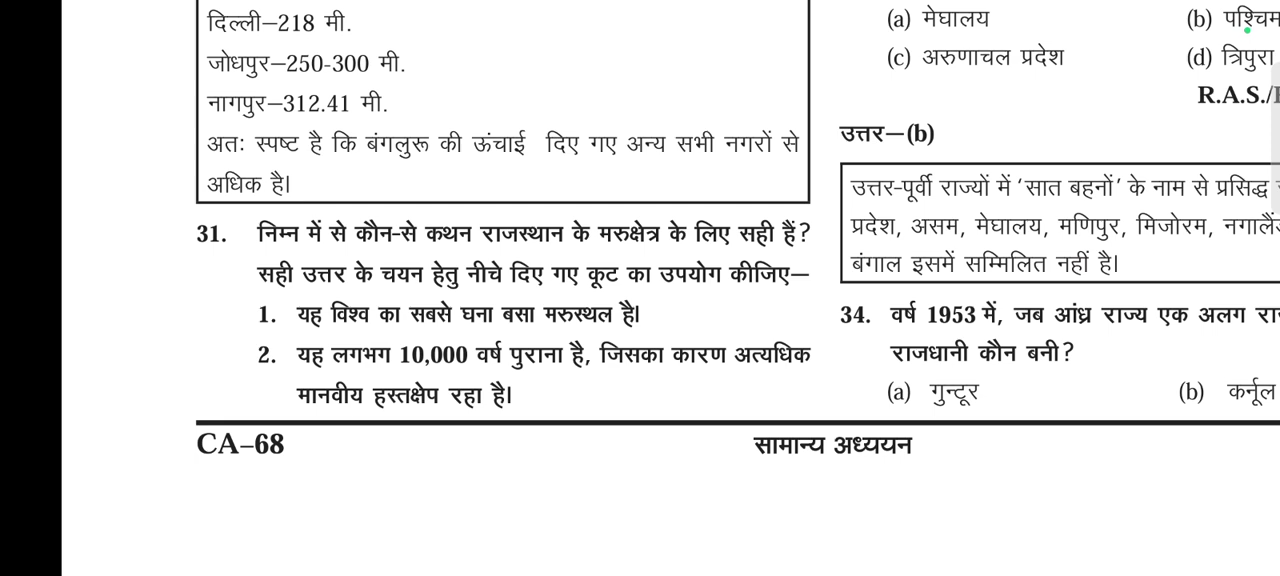 दिल्ली–218 मी.
जोधपुर–250-300 मी.
नागपुर–312.41 मी.
अतः स्पष्ट है कि बंगलुरू की ऊंचाई दिए गए अन्य सभी नगरों से
अधिक है।
31. निम्न में से कौन-से कथन राजस्थान के मरुक्षेत्र के लिए सही हैं?
सही उत्तर के चयन हेतु नीचे दिए गए कूट का उपयोग कीजिए–
1. यह विश्व का सबसे घना बसा मरुस्थल है।
2. यह लगभग 10,000 वर्ष पुराना है, जिसका कारण अत्यधिक
मानवीय हस्तक्षेप रहा है।
(a) मेघालय (b) पश्चिम
(c) अरुणाचल प्रदेश (d) त्रिपुरा
R.A.S./
उत्तर–(b)
उत्तर-पूर्वी राज्यों में ‘सात बहनों’ के नाम से प्रसिद्ध
प्रदेश, असम, मेघालय, मणिपुर, मिजोरम,
बंगाल इसमें सम्मिलित नहीं है।
34. वर्ष 1953 में, जब आंध्र राज्य एक अलग
राजधानी कौन बनी?
(a) गुन्टूर (b) कर्नूल
CA–68 सामान्य अध्ययन